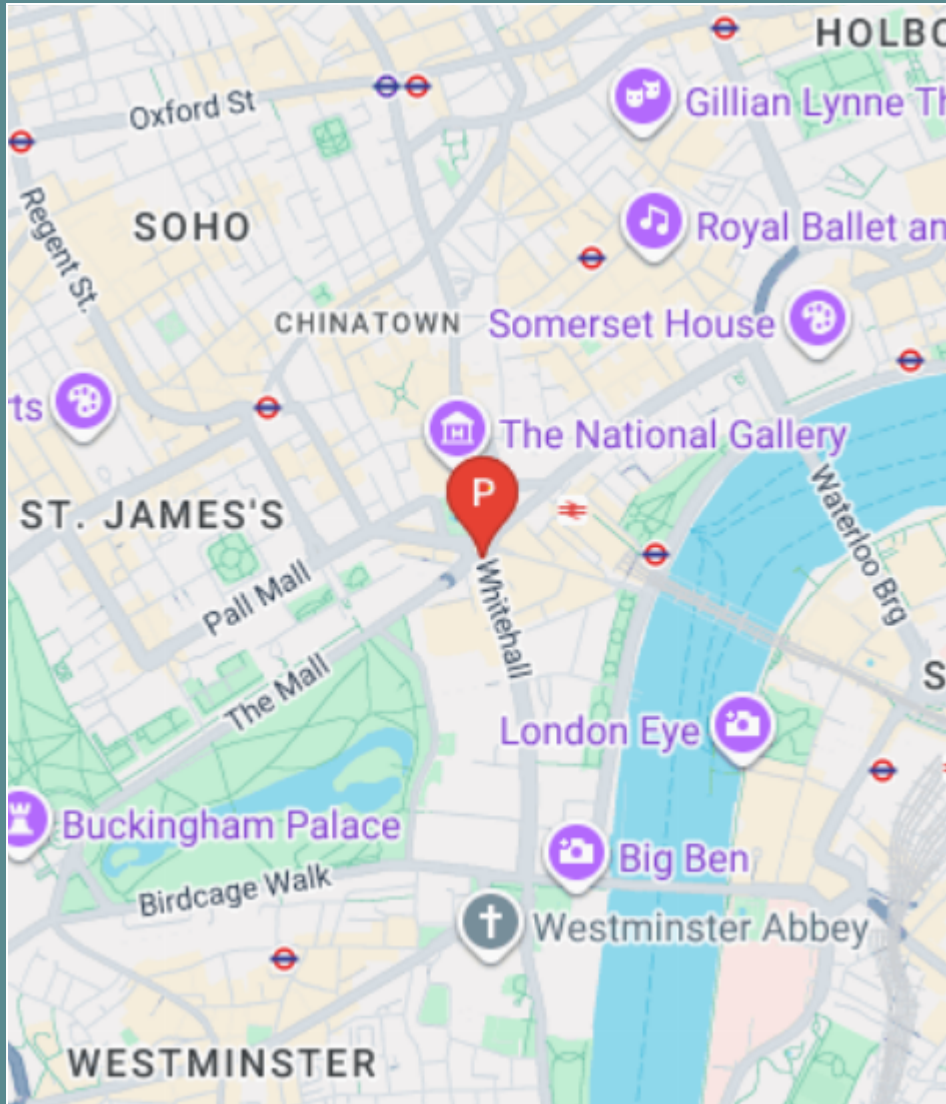 HOLBO
Oxford St
Gillian Lynne Th
Regent St.
SOHO
Royal Ballet an
CHINATOWN
Somerset House
rts
The National Gallery
P
ST. JAMES'S
Waterloo Brg
Pall Mall
Whitehall
The Mall
S
London Eye
Buckingham Palace
Big Ben
Birdcage Walk
Westminster Abbey
WESTMINSTER